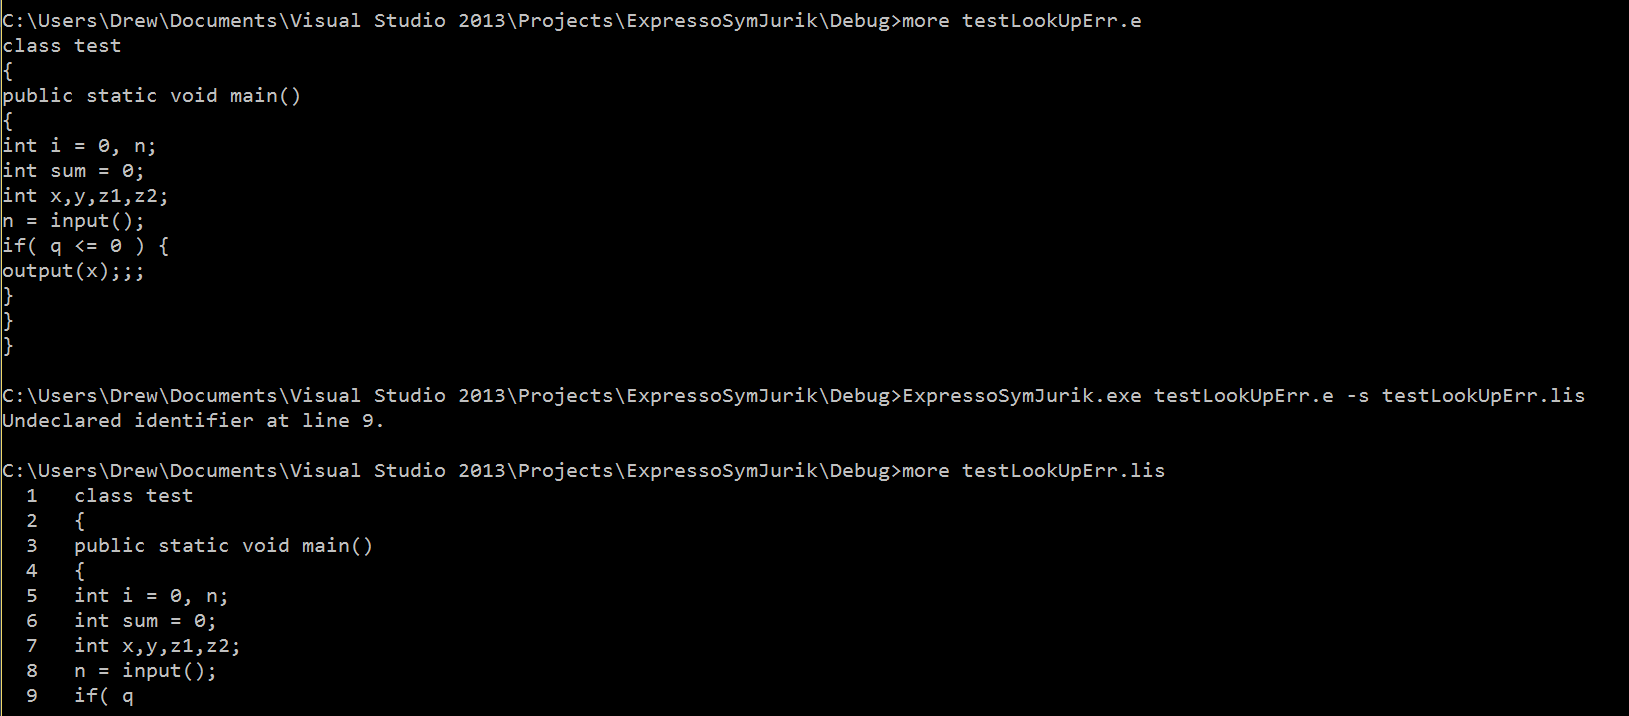 C:\Users\Drew\Documents\Visual Studio 2013\Projects\ExpressoSymJurik\Debug>more testLookUpErr.e
class test
{
public static void main()
{
int i = 0, n;
int sum = 0;
int x,y,z1,z2;
n = input();
if( q <= 0 ) {
output(x);;;
}
}
}
C:\Users\Drew\Documents\Visual Studio 2013\Projects\ExpressoSymJurik\Debug>ExpressoSymJurik.exe testLookUpErr.e -s testLookUpErr.lis
Undeclared identifier at line 9.
C:\Users\Drew\Documents\Visual Studio 2013\Projects\ExpressoSymJurik\Debug>more testLookUpErr.lis
1 class test
2 {
3 public static void main()
4 {
5 int i = 0, n;
6 int sum = 0;
7 int x,y,z1,z2;
8 n = input();
9 if( q